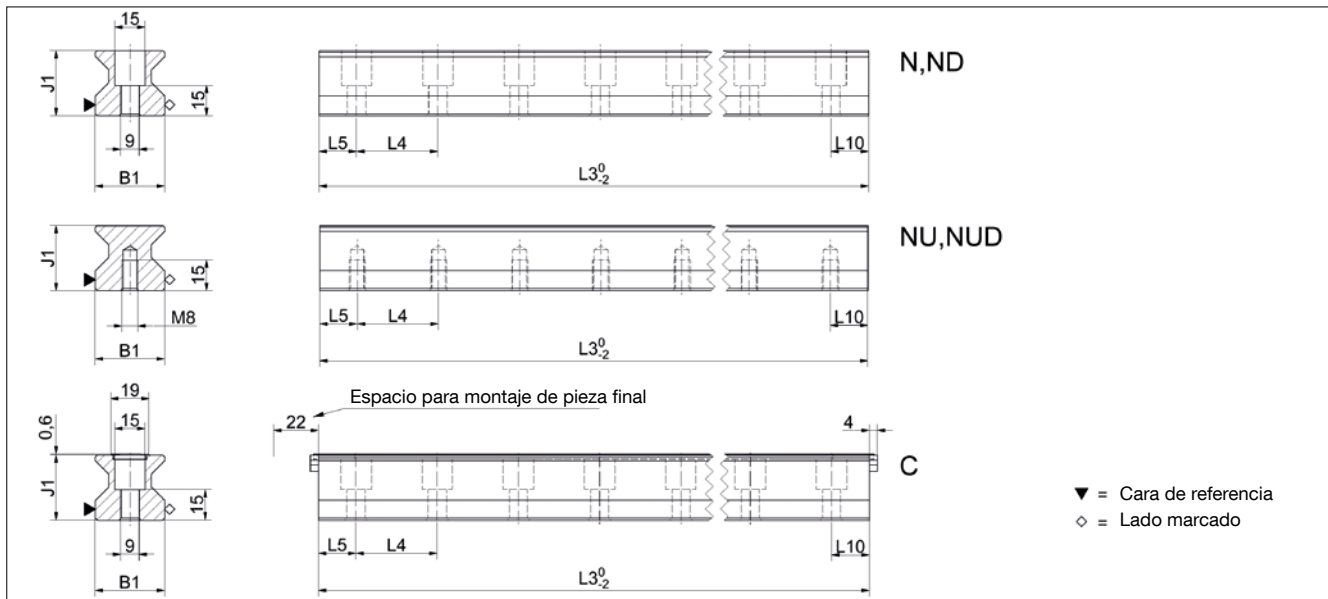 15
J1
15
9
B1
L5
L4
L10
L3 0 -2
N,ND
J1
15
M8
B1
L5
L4
L10
L3 0 -2
NU,NUD
Espacio para montaje de pieza final
19
15
0,6
J1
15
9
B1
22
4
L5
L4
L10
L3 0 -2
C
▼ = Cara de referencia
◇ = Lado marcado